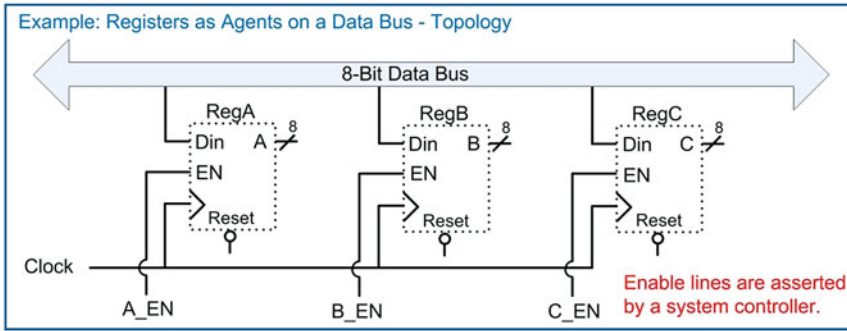 Example: Registers as Agents on a Data Bus - Topology
8-Bit Data Bus
RegA
RegB
RegC
Din A 8
Din B 8
Din C 8
EN
EN
EN
Reset
Reset
Reset
Clock
A_EN
B_EN
C_EN
Enable lines are asserted
by a system controller.